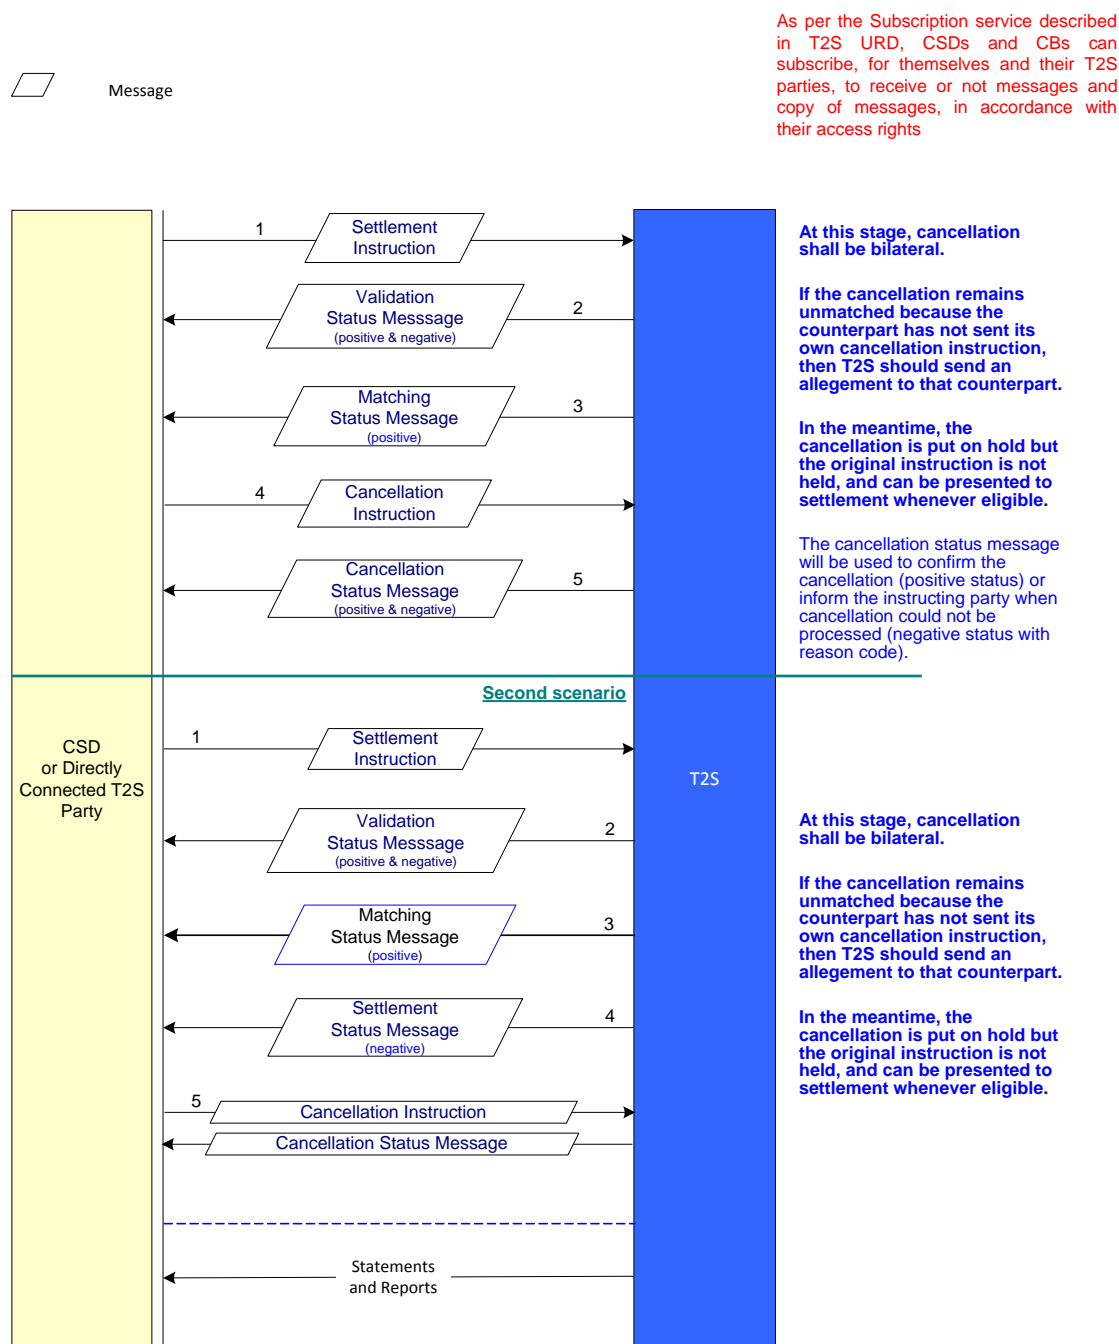 As per the Subscription service described
in T2S URD, CSDs and CBs can
subscribe, for themselves and their T2S
parties, to receive or not messages and
copy of messages, in accordance with
their access rights
Message
1
Settlement
Instruction
Validation
Status Messsage
(positive & negative)
2
Matching
Status Message
(positive)
3
4
Cancellation
Instruction
Cancellation
Status Message
(positive & negative)
5
At this stage, cancellation
shall be bilateral.
If the cancellation remains
unmatched because the
counterpart has not sent its
own cancellation instruction,
then T2S should send an
allegement to that counterpart.
In the meantime, the
cancellation is put on hold but
the original instruction is not
held, and can be presented to
settlement whenever eligible.
The cancellation status message
will be used to confirm the
cancellation (positive status) or
inform the instructing party when
cancellation could not be
processed (negative status with
reason code).
Second scenario
CSD
or Directly
Connected T2S
Party
T2S
1
Settlement
Instruction
Validation
Status Messsage
(positive & negative)
2
Matching
Status Message
(positive)
3
Settlement
Status Message
(negative)
4
5
Cancellation Instruction
Cancellation Status Message
At this stage, cancellation
shall be bilateral.
If the cancellation remains
unmatched because the
counterpart has not sent its
own cancellation instruction,
then T2S should send an
allegement to that counterpart.
In the meantime, the
cancellation is put on hold but
the original instruction is not
held, and can be presented to
settlement whenever eligible.
Statements
and Reports